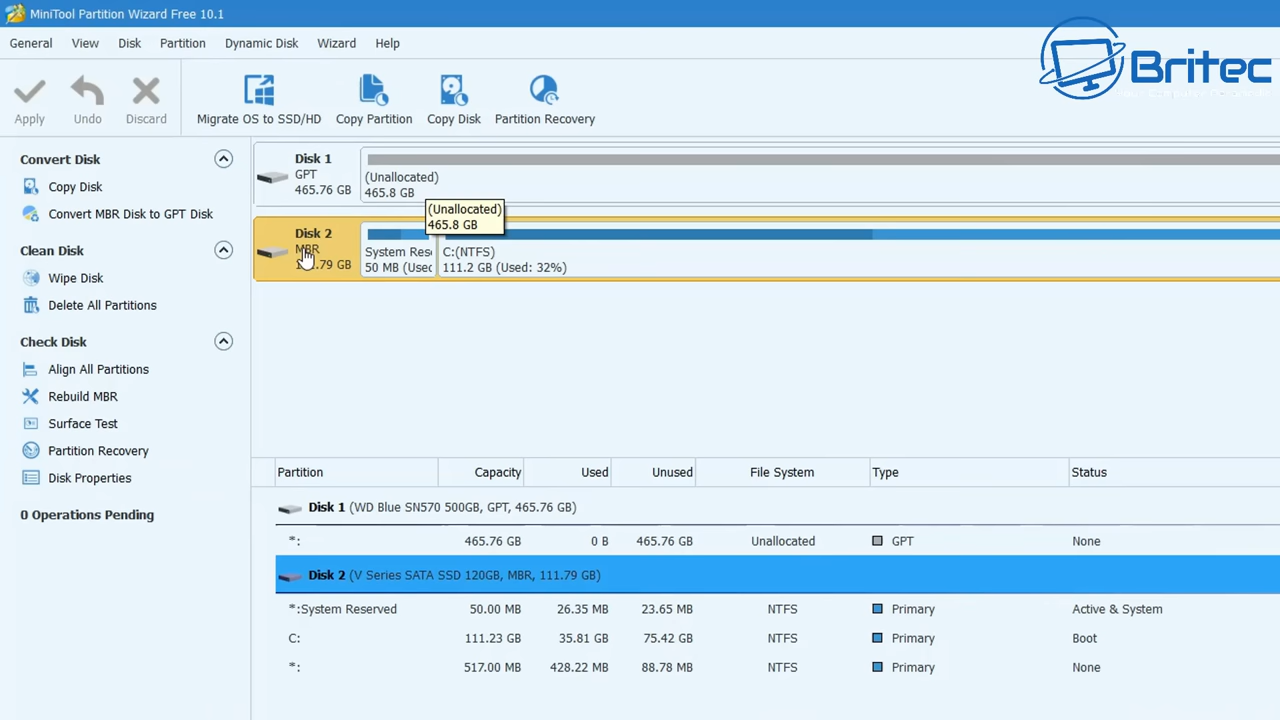 MiniTool Partition Wizard Free 10.1
General View Disk Partition Dynamic Disk Wizard Help
Britec
Apply Undo Discard Migrate OS to SSD/HD Copy Partition Copy Disk Partition Recovery
Convert Disk
Copy Disk
Convert MBR Disk to GPT Disk
Clean Disk
Wipe Disk
Delete All Partitions
Check Disk
Align All Partitions
Rebuild MBR
Surface Test
Partition Recovery
Disk Properties
0 Operations Pending
Disk 1
GPT
465.76 GB
(Unallocated)
465.8 GB
(Unallocated)
465.8 GB
Disk 2
MBR
GB
System Res
50 MB (Used
C:(NTFS)
111.2 GB (Used: 32%)
Partition Capacity Used Unused File System Type Status
Disk 1 (WD Blue SN570 500GB, GPT, 465.76 GB)
*: 465.76 GB 0 B 465.76 GB Unallocated GPT None
Disk 2 (V Series SATA SSD 120GB, MBR, 111.79 GB)
*:System Reserved 50.00 MB 26.35 MB 23.65 MB NTFS Primary Active & System
C: 111.23 GB 35.81 GB 75.42 GB NTFS Primary Boot
*: 517.00 MB 428.22 MB 88.78 MB NTFS Primary None